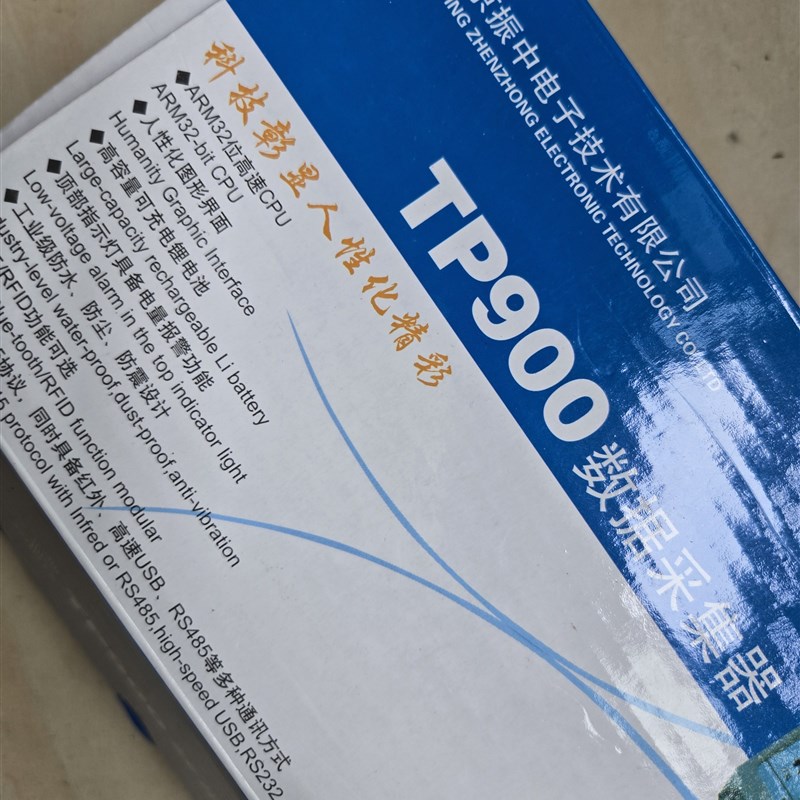 京振中电子技术有限公司
ING ZHENZHONG ELECTRONIC TECHNOLOGY CO.,LTD
TP900 数据采集器
科技彰显人性化精彩
◆ ARM32位高速CPU
ARM32-bit CPU
◆ 人性化图形界面
Humanity Graphic Interface
◆ 高容量可充电锂电池
Large-capacity rechargeable Li battery
◆ 顶部指示灯具备电量报警功能
Low-voltage alarm in the top indicator light
◆ 工业级防水、防尘、防震设计
ustry level water-proof dust-proof anti-vibration
/RFID功能可选
ue-tooth/RFID function modular
5协议，同时具备红外、高速USB、RS485等多种通讯方式
5 protocol with Infred or RS485,high-speed USB,RS232